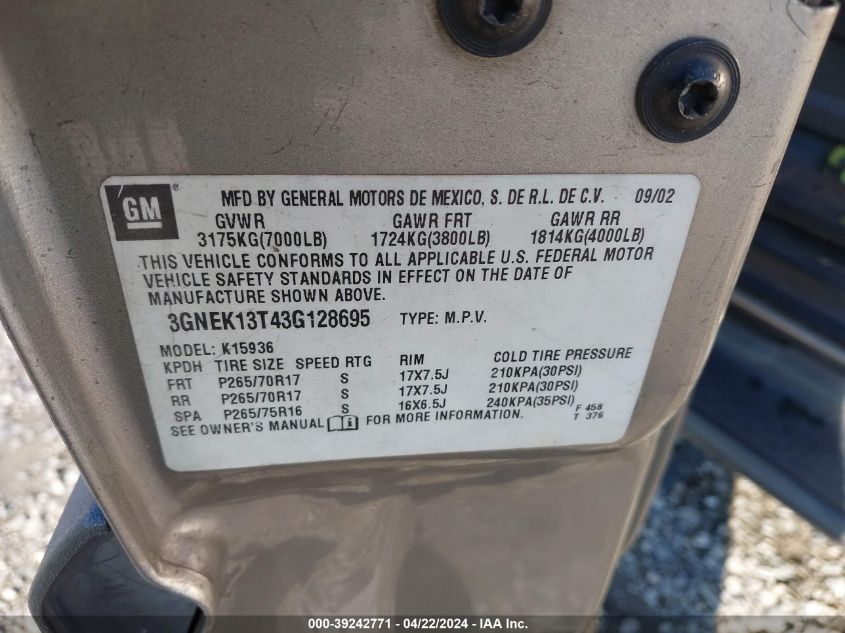 GM ®
MFD BY GENERAL MOTORS DE MEXICO, S. DE R.L. DE C.V. 09/02
GVWR GAWR FRT GAWR RR
3175KG(7000LB) 1724KG(3800LB) 1814KG(4000LB)
THIS VEHICLE CONFORMS TO ALL APPLICABLE U.S. FEDERAL MOTOR
VEHICLE SAFETY STANDARDS IN EFFECT ON THE DATE OF
MANUFACTURE SHOWN ABOVE.
3GNEK13T43G128695 TYPE: M.P.V.
MODEL: K15936
KPDH TIRE SIZE SPEED RTG RIM COLD TIRE PRESSURE
FRT P265/70R17 S 17X7.5J 210KPA(30PSI)
RR P265/70R17 S 17X7.5J 210KPA(30PSI)
SPA P265/75R16 S 16X6.5J 240KPA(35PSI)
SEE OWNER'S MANUAL FOR MORE INFORMATION.
F 458
T 376
000-39242771 - 04/22/2024 - IAA Inc.